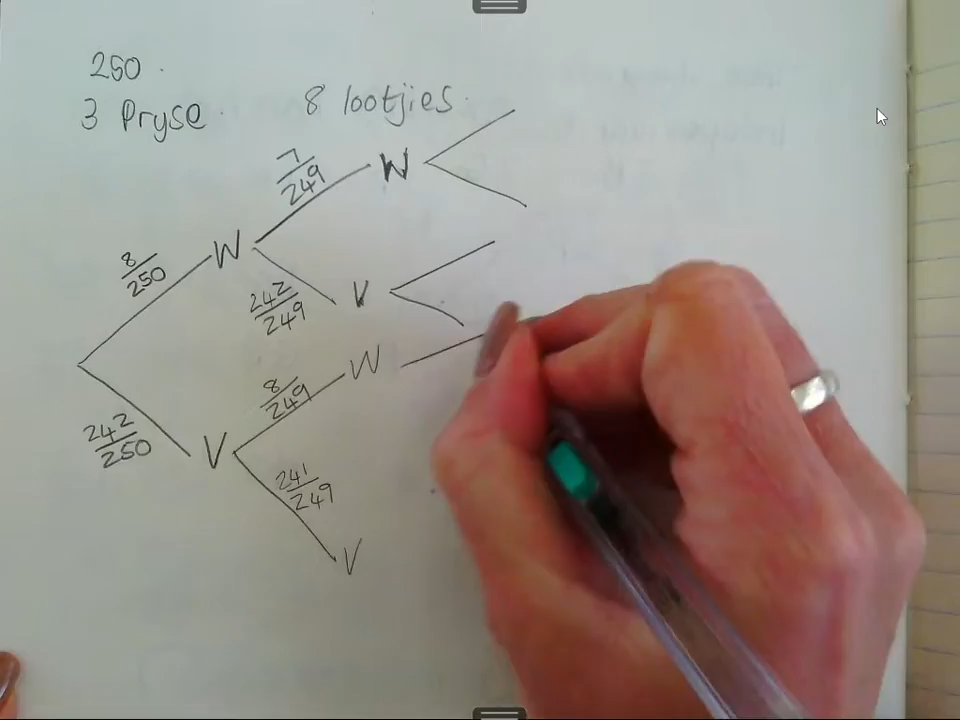 250
3 Pryse 8 lootjies
7/249 W
8/250 W
242/249 V
8/249 W
242/250 V
241/249
V